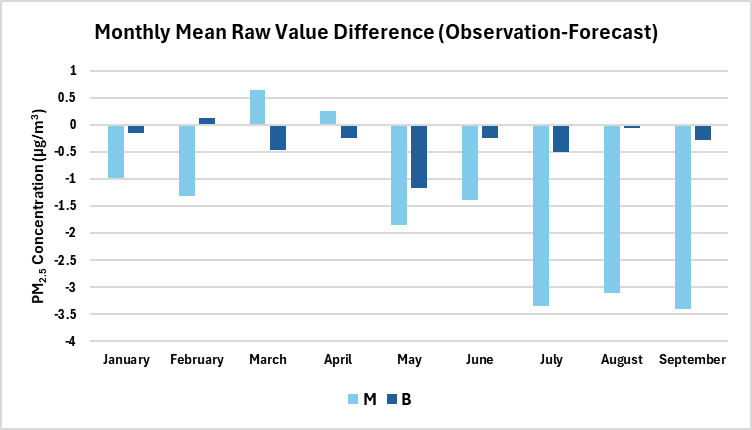 Monthly Mean Raw Value Difference (Observation-Forecast)
PM2.5 Concentration (µg/m³)
1
0.5
0
-0.5
-1
-1.5
-2
-2.5
-3
-3.5
-4
January February March April May June July August September
M B